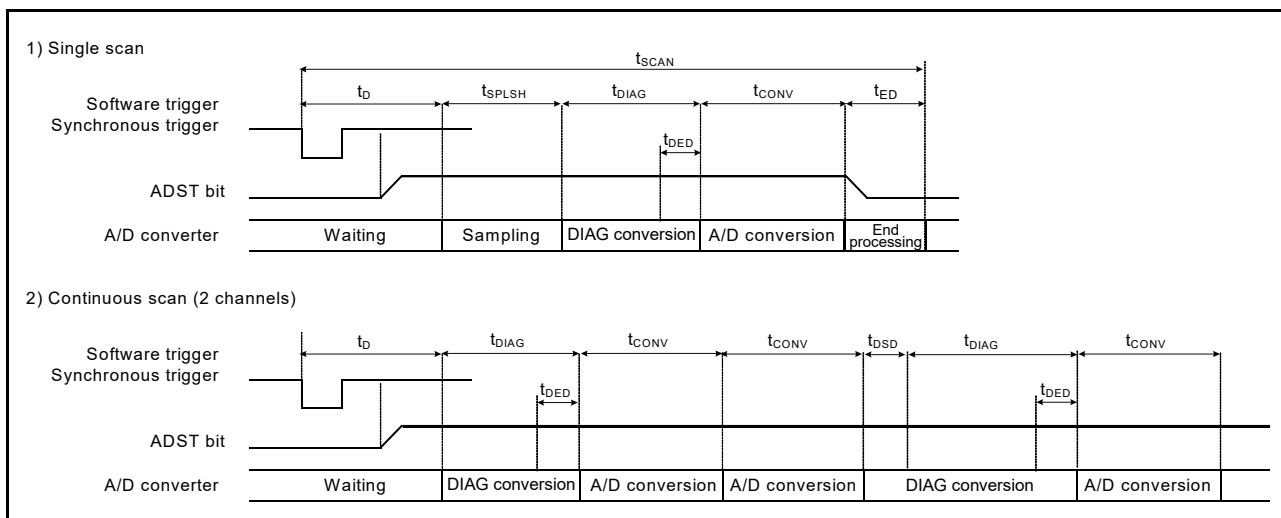 1) Single scan
tSCAN
tD tSPLSH tDIAG tCONV tED
Software trigger
Synchronous trigger
tDED
ADST bit
A/D converter Waiting Sampling DIAG conversion A/D conversion End processing
2) Continuous scan (2 channels)
tD tDIAG tCONV tCONV tDSD tDIAG tCONV
Software trigger
Synchronous trigger
tDED tDED
ADST bit
A/D converter Waiting DIAG conversion A/D conversion A/D conversion DIAG conversion A/D conversion